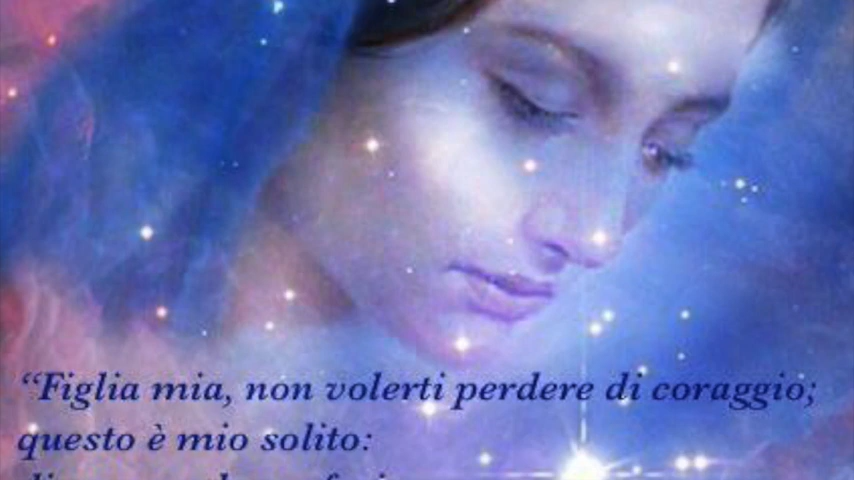 “Figlia mia, non volerti perdere di coraggio;
questo è mio solito: